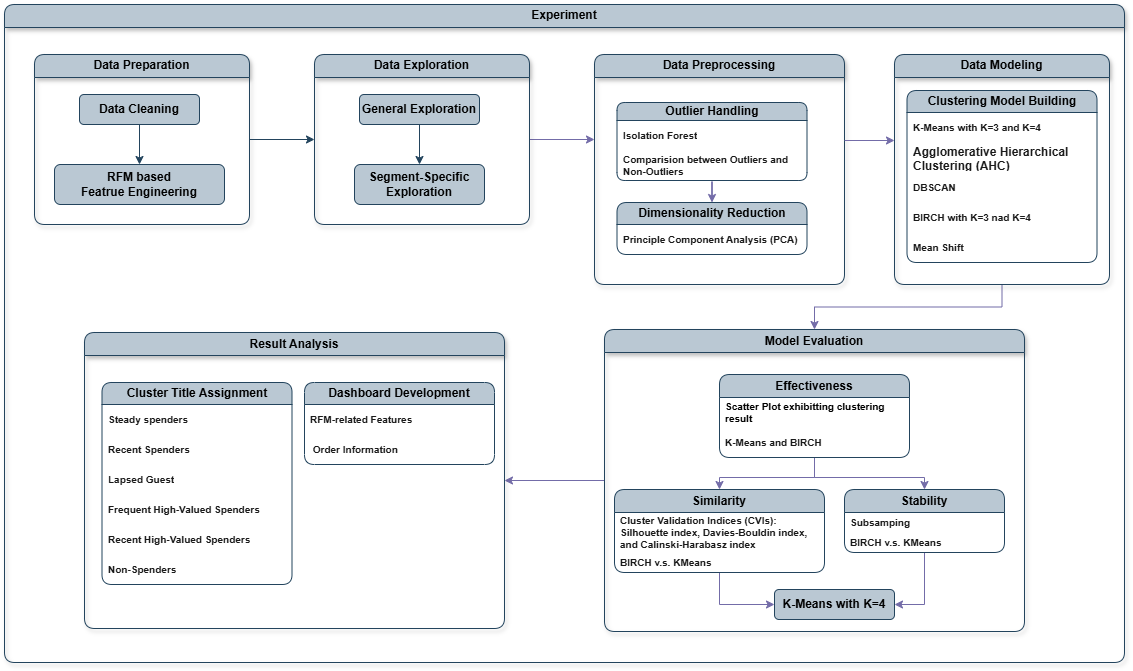 Experiment
Data Preparation
Data Cleaning
RFM based
Featrue Engineering
Data Exploration
General Exploration
Segment-Specific
Exploration
Data Preprocessing
Outlier Handling
Isolation Forest
Comparision between Outliers and
Non-Outliers
Dimensionality Reduction
Principle Component Analysis (PCA)
Data Modeling
Clustering Model Building
K-Means with K=3 and K=4
Agglomerative Hierarchical
Clustering (AHC)
DBSCAN
BIRCH with K=3 nad K=4
Mean Shift
Model Evaluation
Effectiveness
Scatter Plot exhibitting clustering
result
K-Means and BIRCH
Similarity
Cluster Validation Indices (CVIs):
Silhouette index, Davies-Bouldin index,
and Calinski-Harabasz index
BIRCH v.s. KMeans
Stability
Subsamping
BIRCH v.s. KMeans
K-Means with K=4
Result Analysis
Cluster Title Assignment
Steady spenders
Recent Spenders
Lapsed Guest
Frequent High-Valued Spenders
Recent High-Valued Spenders
Non-Spenders
Dashboard Development
RFM-related Features
Order Information